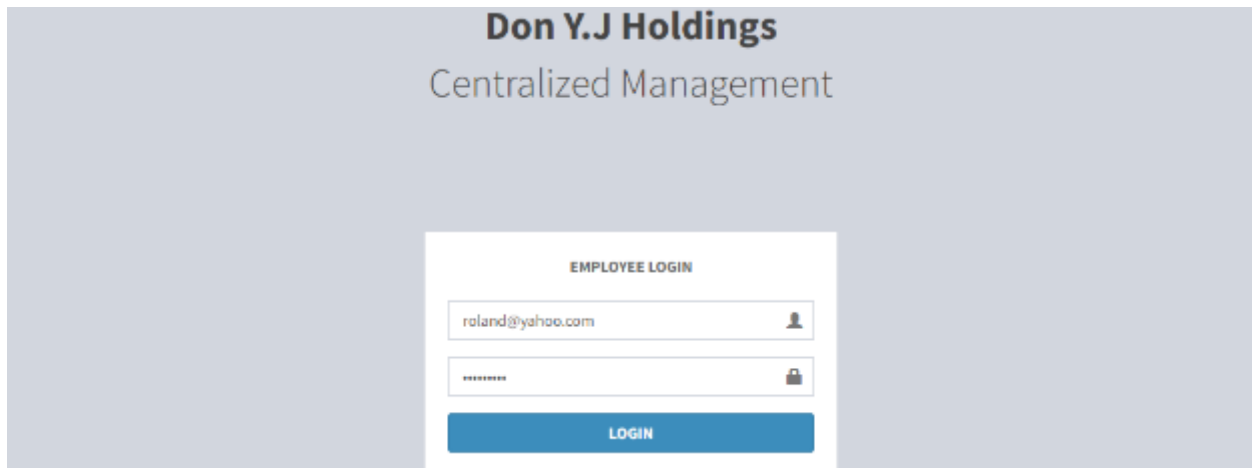 Don Y.J Holdings
Centralized Management
EMPLOYEE LOGIN
roland@yahoo.com
•••••••••
LOGIN